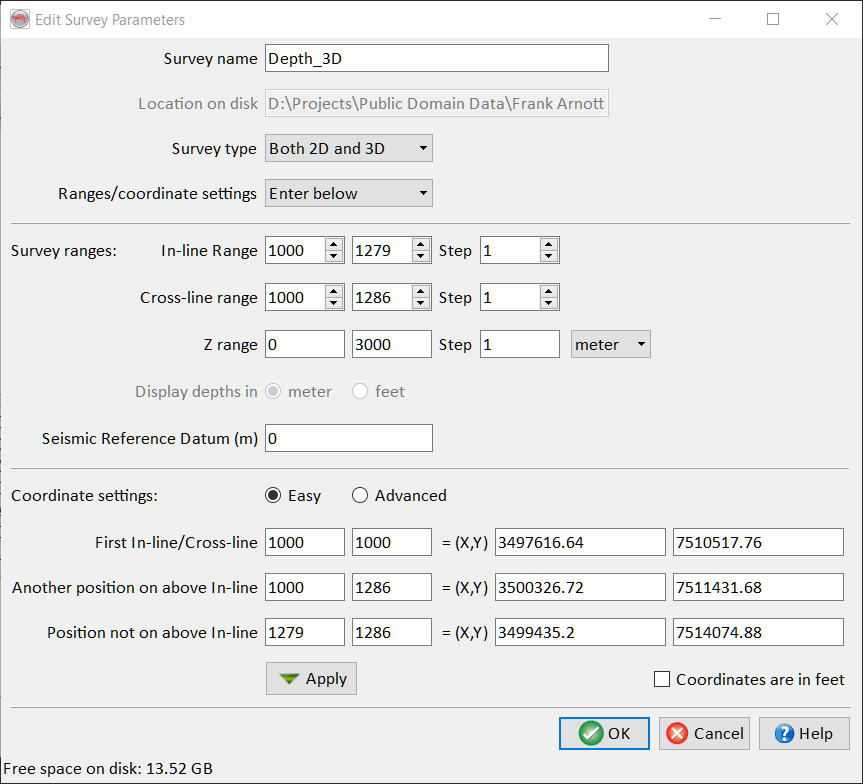 Edit Survey Parameters
Survey name Depth_3D
Location on disk D:\Projects\Public Domain Data\Frank Arnott
Survey type Both 2D and 3D
Ranges/coordinate settings Enter below
Survey ranges: In-line Range 1000 1279 Step 1
Cross-line range 1000 1286 Step 1
Z range 0 3000 Step 1 meter
Display depths in meter feet
Seismic Reference Datum (m) 0
Coordinate settings: Easy Advanced
First In-line/Cross-line 1000 1000 = (X,Y) 3497616.64 7510517.76
Another position on above In-line 1000 1286 = (X,Y) 3500326.72 7511431.68
Position not on above In-line 1279 1286 = (X,Y) 3499435.2 7514074.88
Apply Coordinates are in feet
OK Cancel Help
Free space on disk: 13.52 GB